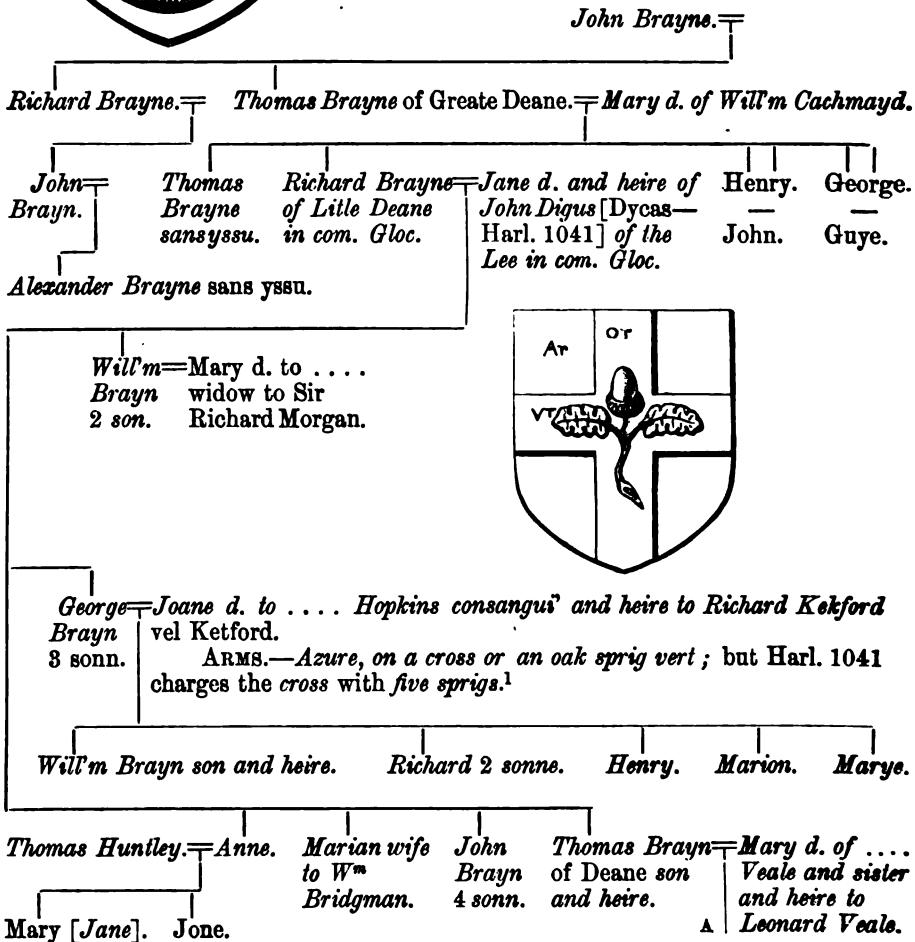 John Brayne.
Richard Brayne. Thomas Brayne of Greate Deane. Mary d. of Will'm Cachmayd.
John
Brayn.
Thomas
Brayne
sans yssu.
Richard Brayne
of Litle Deane
in com. Gloc.
Jane d. and heire of
John Digus [Dycas—
Harl. 1041] of the
Lee in com. Gloc.
Henry.
—
John.
George.
—
Guye.
Alexander Brayne sans yssu.
Will'm
Brayn
2 son.
Mary d. to ....
widow to Sir
Richard Morgan.
Ar
or
VT
George
Brayn
3 sonn.
Joane d. to .... Hopkins consangui' and heire to Richard Kekford
vel Ketford.
ARMS.—Azure, on a cross or an oak sprig vert; but Harl. 1041
charges the cross with five sprigs.¹
Will'm Brayn son and heire. Richard 2 sonne. Henry. Marion. Marye.
Thomas Huntley. Anne.
Marian wife
to Wᵐ
Bridgman.
John
Brayn
4 sonn.
Thomas Brayn
of Deane son
and heire.
Mary d. of ....
Veale and sister
and heire to
Leonard Veale.
A
Mary [Jane]. Jone.